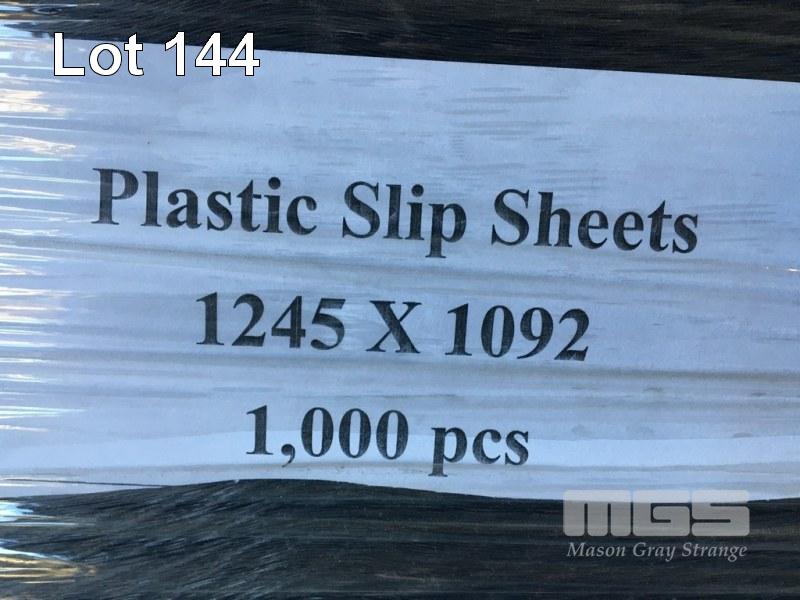 Lot 144
Plastic Slip Sheets
1245 X 1092
1,000 pcs
MGS
Mason Gray Strange